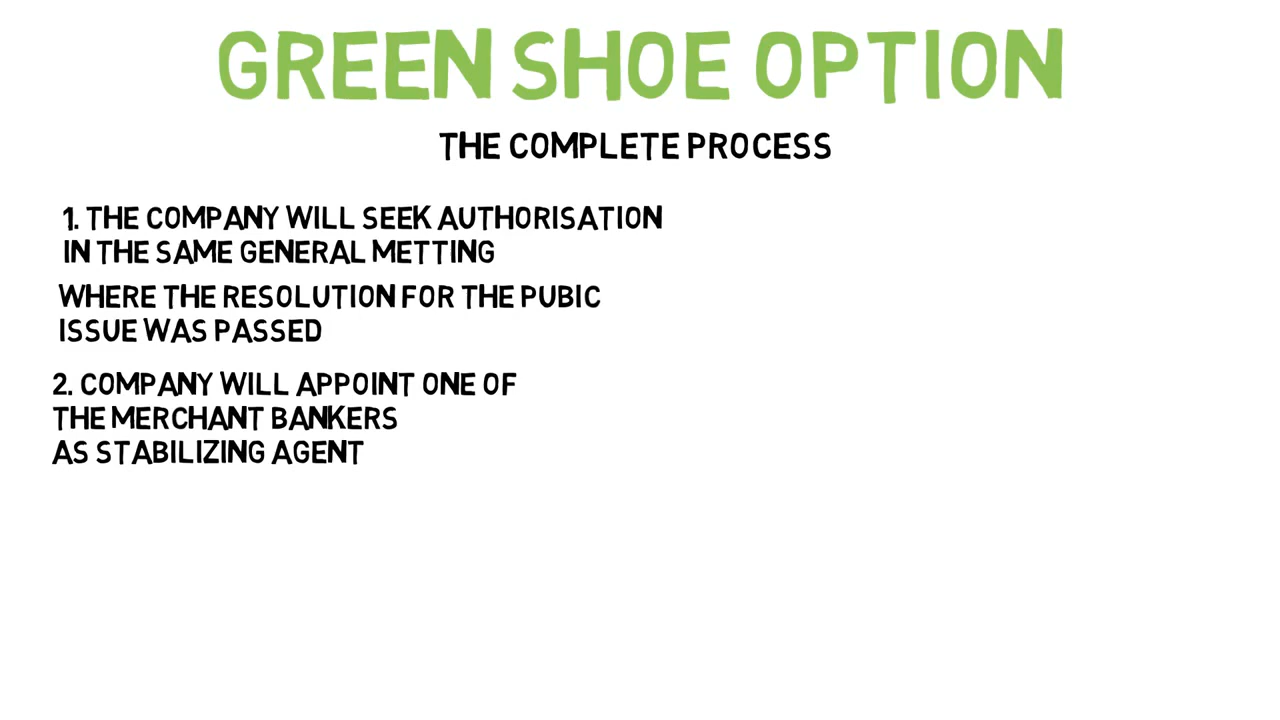 GREEN SHOE OPTION
THE COMPLETE PROCESS
1. THE COMPANY WILL SEEK AUTHORISATION
IN THE SAME GENERAL METTING
WHERE THE RESOLUTION FOR THE PUBIC
ISSUE WAS PASSED
2. COMPANY WILL APPOINT ONE OF
THE MERCHANT BANKERS
AS STABILIZING AGENT